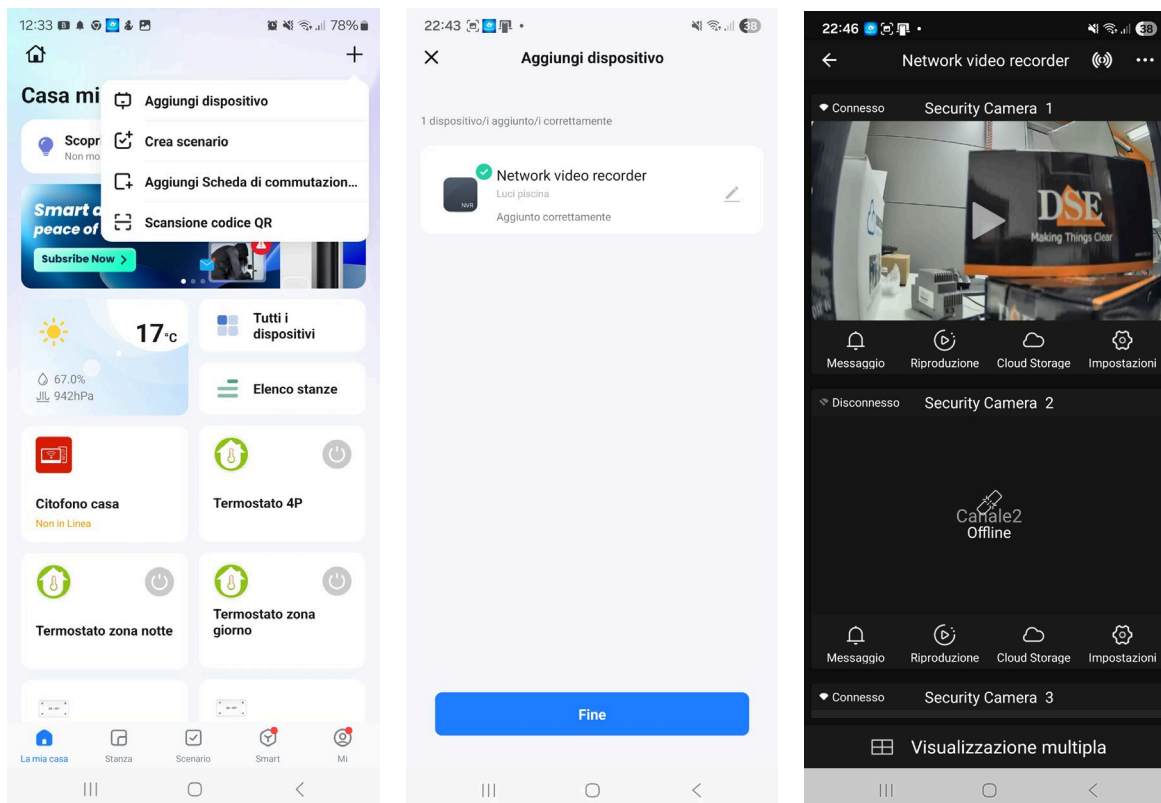 12:33
78%
Casa mi
Aggiungi dispositivo
Crea scenario
Aggiungi Scheda di commutazion...
Scansione codice QR
Scopr
Non mo
Smart
peace of
Subsribe Now >
17°C
67.0%
942hPa
Tutti i
dispositivi
Elenco stanze
Citofono casa
Non in Linea
Termostato 4P
Termostato zona notte
Termostato zona
giorno
La mia casa
Stanza
Scenario
Smart
Mi
22:43
38
Aggiungi dispositivo
1 dispositivo/i aggiunto/i correttamente
NVR
Network video recorder
Luci piscina
Aggiunto correttamente
Fine
22:46
38
Network video recorder
Connesso
Security Camera 1
DSE
Making Things Clear
Messaggio
Riproduzione
Cloud Storage
Impostazioni
Disconnesso
Security Camera 2
Canale2
Offline
Messaggio
Riproduzione
Cloud Storage
Impostazioni
Connesso
Security Camera 3
Visualizzazione multipla